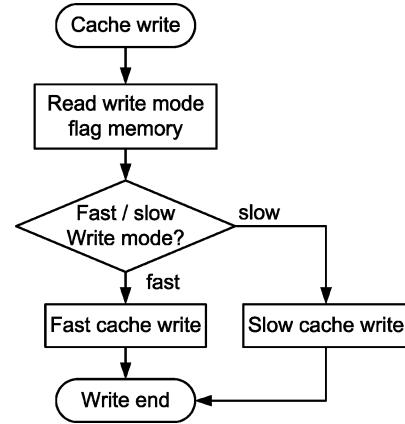 Cache write
Read write mode
flag memory
Fast / slow
Write mode?
slow
fast
Fast cache write
Slow cache write
Write end